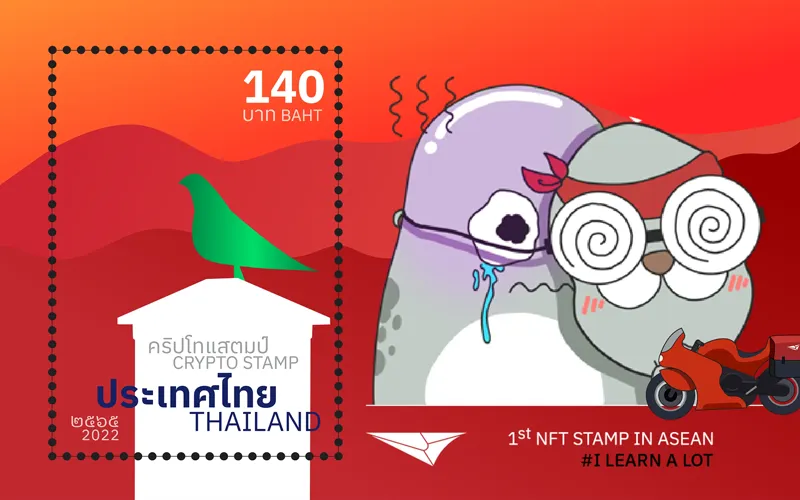 140
บาท BAHT
คริปโทแสตมป์
CRYPTO STAMP
ประเทศไทย
THAILAND
๒๕๖๕
2022
1st NFT STAMP IN ASEAN
#I LEARN A LOT